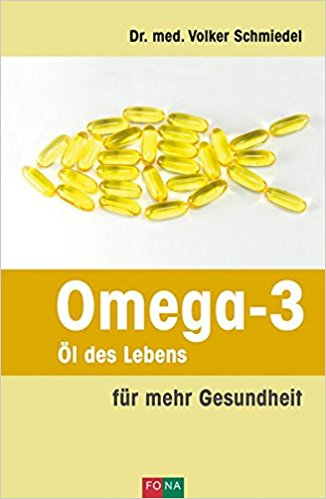 Dr. med. Volker Schmiedel
Omega-3
Öl des Lebens
für mehr Gesundheit
FONA